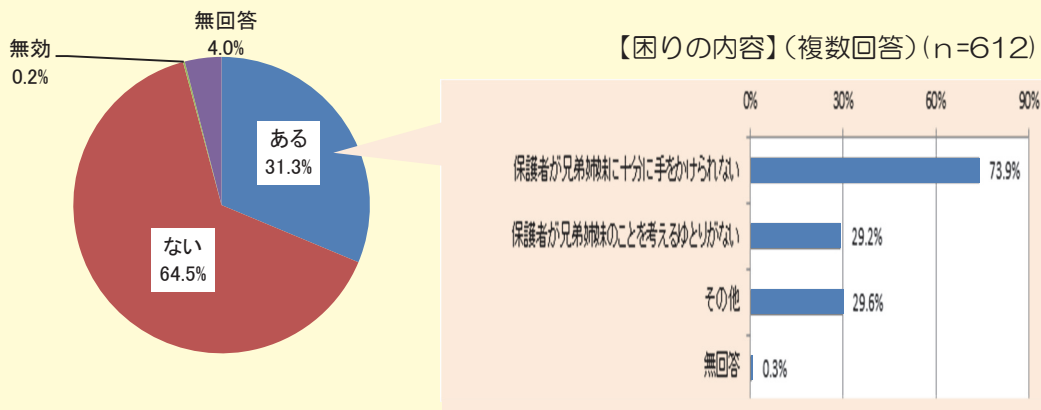 無回答
4.0%
無効
0.2%
ある
31.3%
ない
64.5%
【困りの内容】（複数回答）（n=612）
0% 30% 60% 90%
保護者が兄弟姉妹に十分に手をかけられない 73.9%
保護者が兄弟姉妹のことを考えるゆとりがない 29.2%
その他 29.6%
無回答 0.3%